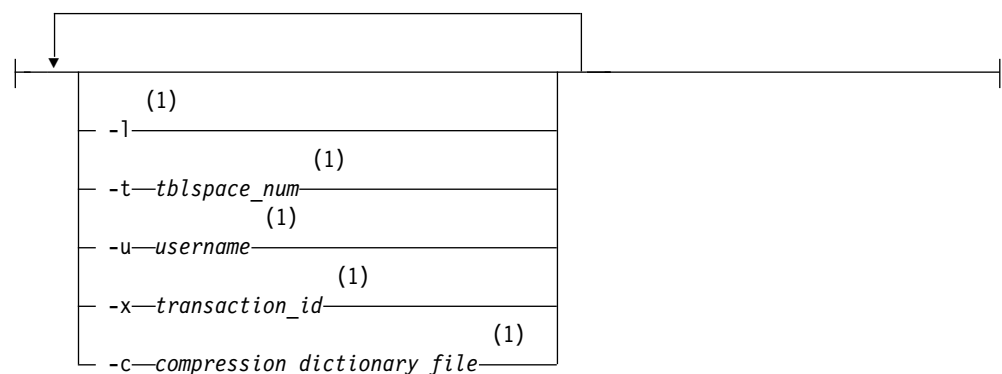 (1)
-l
(1)
-t tblspace_num
(1)
-u username
(1)
-x transaction_id
(1)
-c compression dictionary file